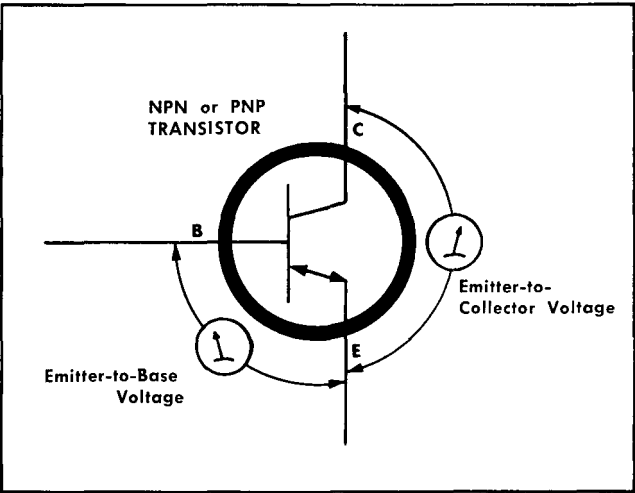 NPN or PNP
TRANSISTOR
C
B
Emitter-to-
Collector Voltage
E
Emitter-to-Base
Voltage